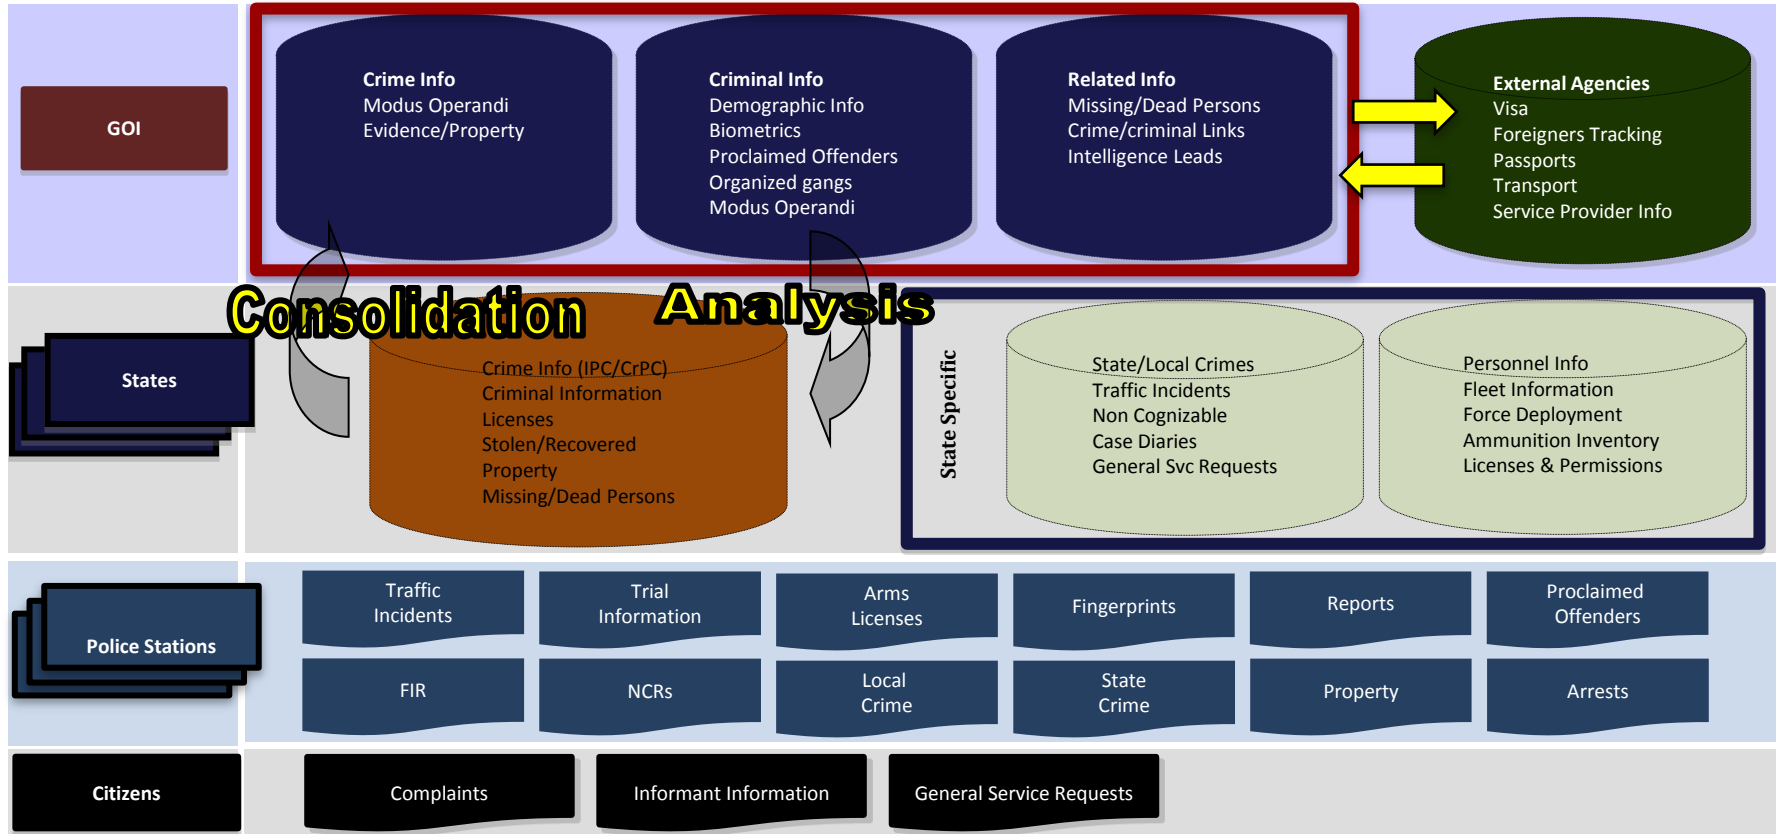 GOI
Crime Info
Modus Operandi
Evidence/Property
Criminal Info
Demographic Info
Biometrics
Proclaimed Offenders
Organized gangs
Modus Operandi
Related Info
Missing/Dead Persons
Crime/criminal Links
Intelligence Leads
External Agencies
Visa
Foreigners Tracking
Passports
Transport
Service Provider Info
Consolidation
Analysis
States
Crime Info (IPC/CrPC)
Criminal Information
Licenses
Stolen/Recovered
Property
Missing/Dead Persons
State Specific
State/Local Crimes
Traffic Incidents
Non Cognizable
Case Diaries
General Svc Requests
Personnel Info
Fleet Information
Force Deployment
Ammunition Inventory
Licenses & Permissions
Police Stations
Traffic
Incidents
Trial
Information
Arms
Licenses
Fingerprints
Reports
Proclaimed
Offenders
FIR
NCRs
Local
Crime
State
Crime
Property
Arrests
Citizens
Complaints
Informant Information
General Service Requests